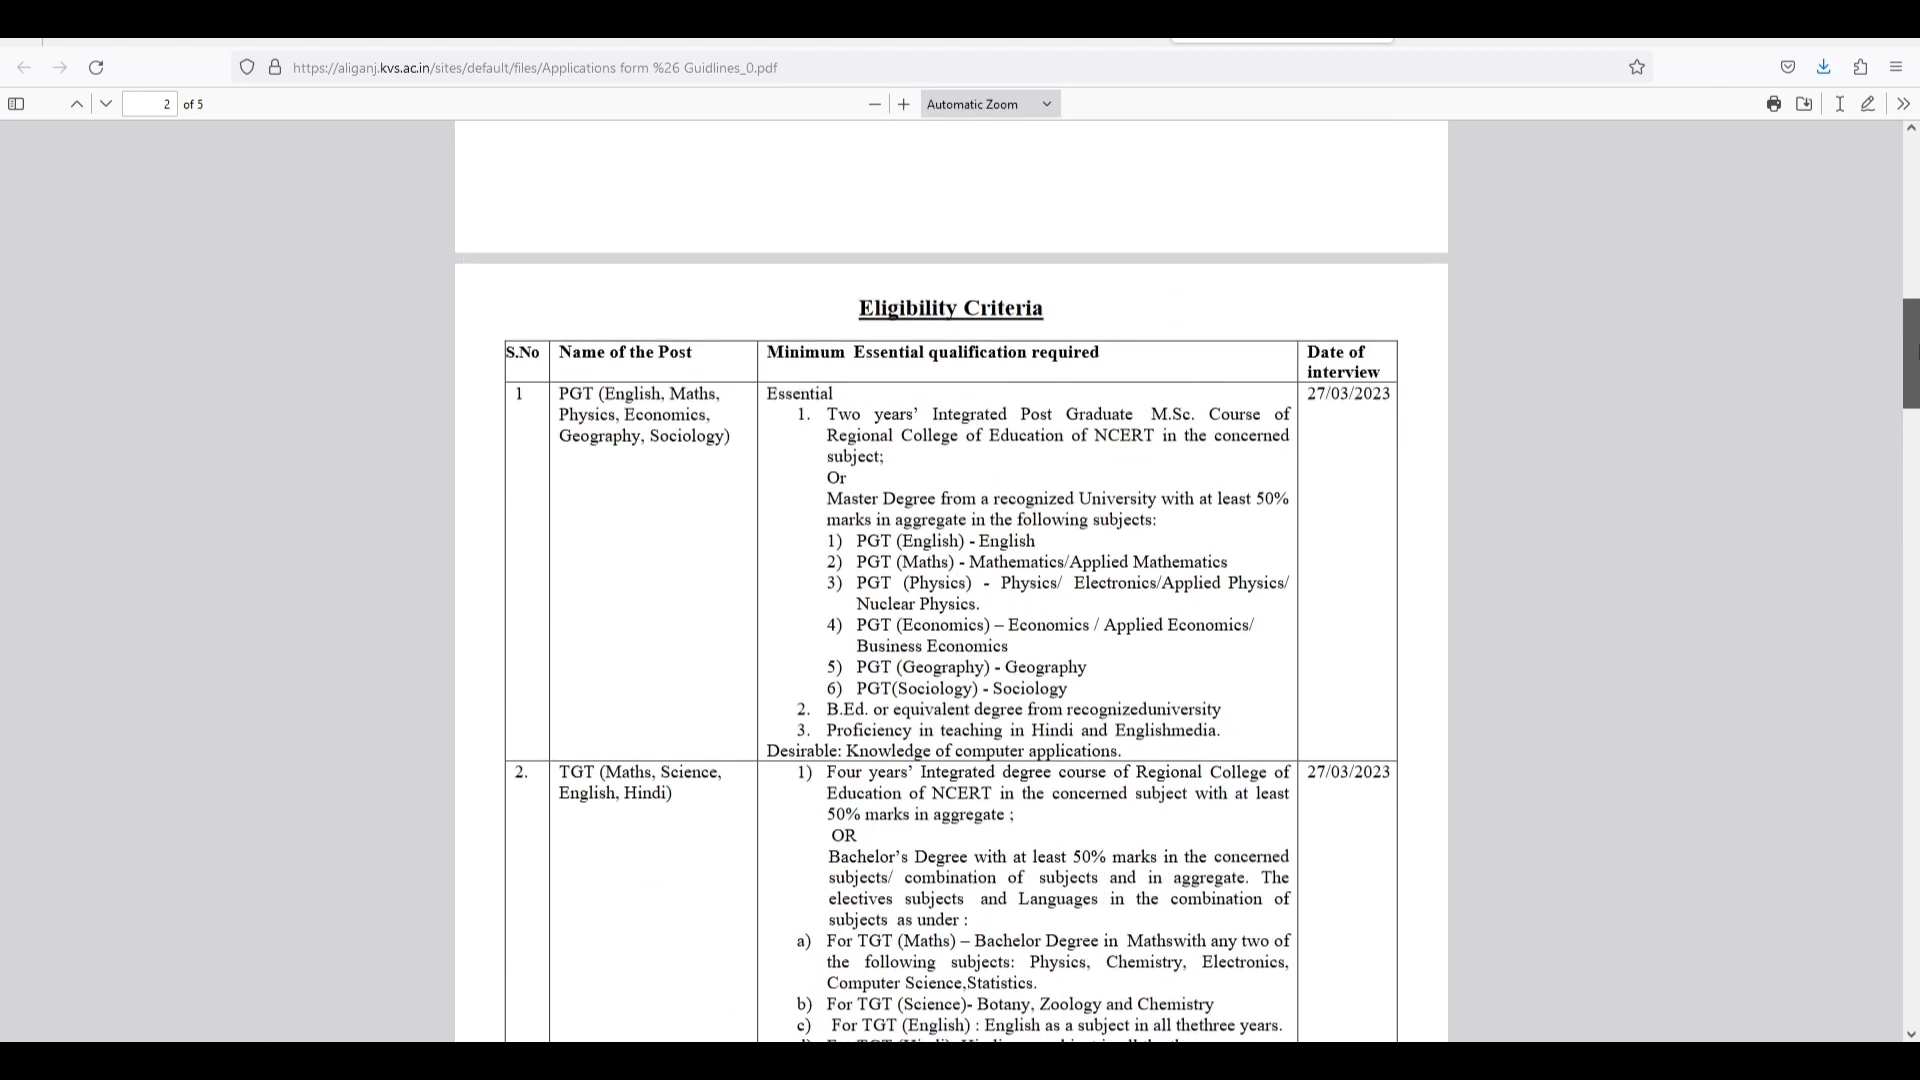 https://aliganj.kvs.ac.in/sites/default/files/Applications form %26 Guidlines_0.pdf
2 of 5
Automatic Zoom
Eligibility Criteria
S.No
Name of the Post
Minimum Essential qualification required
Date of
interview
1
PGT (English, Maths,
Physics, Economics,
Geography, Sociology)
Essential
1. Two years’ Integrated Post Graduate M.Sc. Course of
Regional College of Education of NCERT in the concerned
subject;
Or
Master Degree from a recognized University with at least 50%
marks in aggregate in the following subjects:
1) PGT (English) - English
2) PGT (Maths) - Mathematics/Applied Mathematics
3) PGT (Physics) - Physics/ Electronics/Applied Physics/
Nuclear Physics.
4) PGT (Economics) – Economics / Applied Economics/
Business Economics
5) PGT (Geography) - Geography
6) PGT(Sociology) - Sociology
2. B.Ed. or equivalent degree from recognizeduniversity
3. Proficiency in teaching in Hindi and Englishmedia.
Desirable: Knowledge of computer applications.
27/03/2023
2.
TGT (Maths, Science,
English, Hindi)
1) Four years’ Integrated degree course of Regional College of
Education of NCERT in the concerned subject with at least
50% marks in aggregate ;
OR
Bachelor’s Degree with at least 50% marks in the concerned
subjects/ combination of subjects and in aggregate. The
electives subjects and Languages in the combination of
subjects as under :
a) For TGT (Maths) – Bachelor Degree in Mathswith any two of
the following subjects: Physics, Chemistry, Electronics,
Computer Science,Statistics.
b) For TGT (Science)- Botany, Zoology and Chemistry
c) For TGT (English) : English as a subject in all thethree years.
27/03/2023